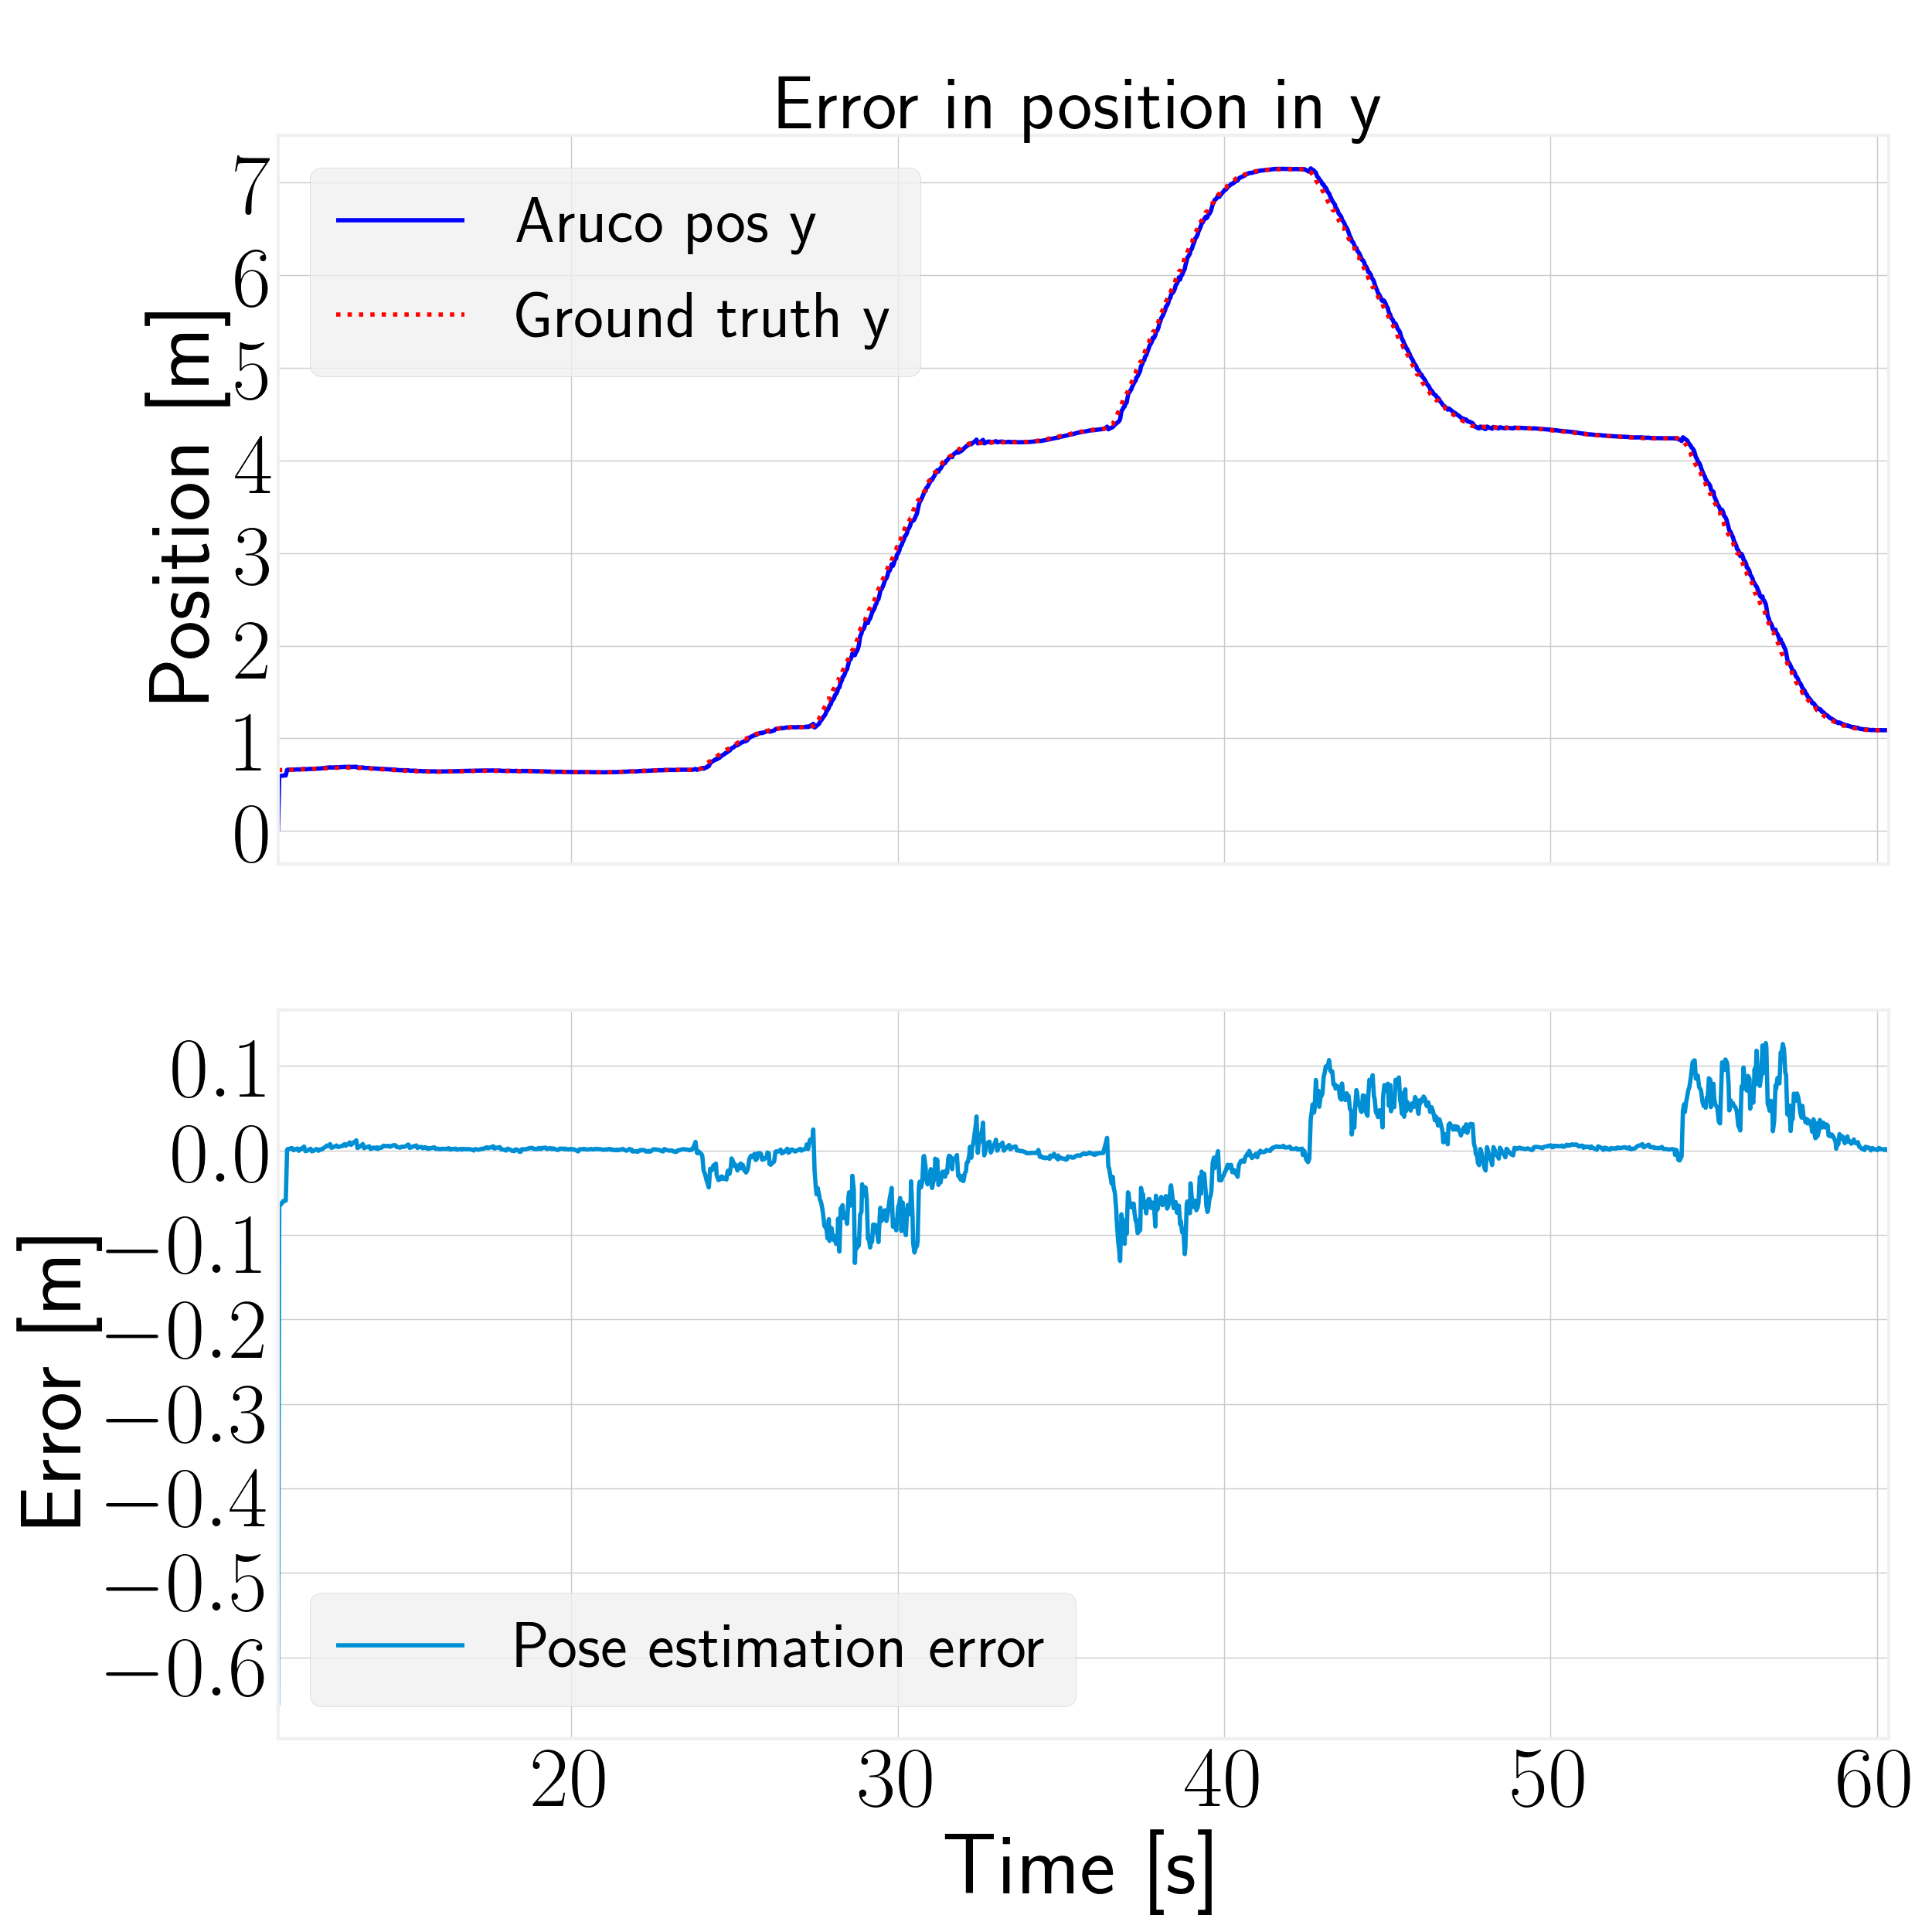 Error in position in y
Position [m]
7
6
5
4
3
2
1
0
Aruco pos y
Ground truth y
Error [m]
0.1
0.0
−0.1
−0.2
−0.3
−0.4
−0.5
−0.6
Pose estimation error
20 30 40 50 60
Time [s]